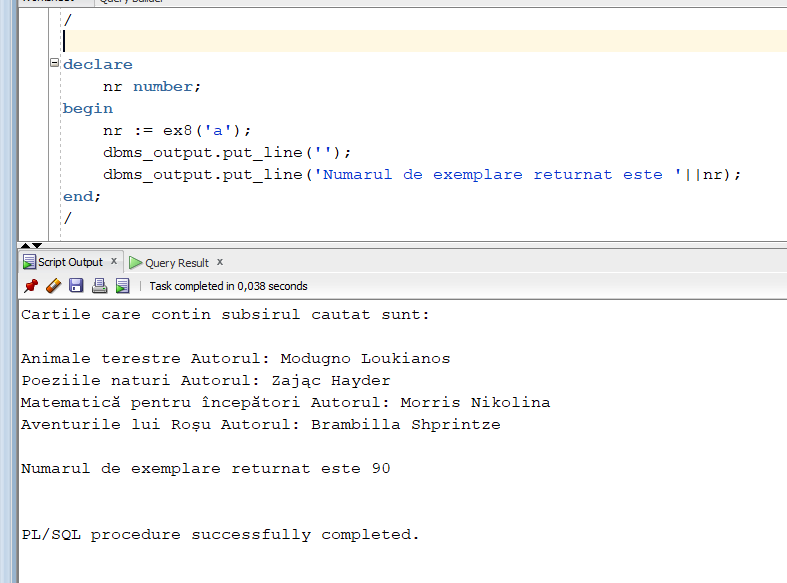 /
declare
nr number;
begin
nr := ex8('a');
dbms_output.put_line('');
dbms_output.put_line('Numarul de exemplare returnat este '||nr);
end;
/
Script Output x Query Result x
Task completed in 0,038 seconds
Cartile care contin subsirul cautat sunt:
Animale terestre Autorul: Modugno Loukianos
Poeziile naturi Autorul: Zając Hayder
Matematică pentru începători Autorul: Morris Nikolina
Aventurile lui Roșu Autorul: Brambilla Shprintze
Numarul de exemplare returnat este 90
PL/SQL procedure successfully completed.